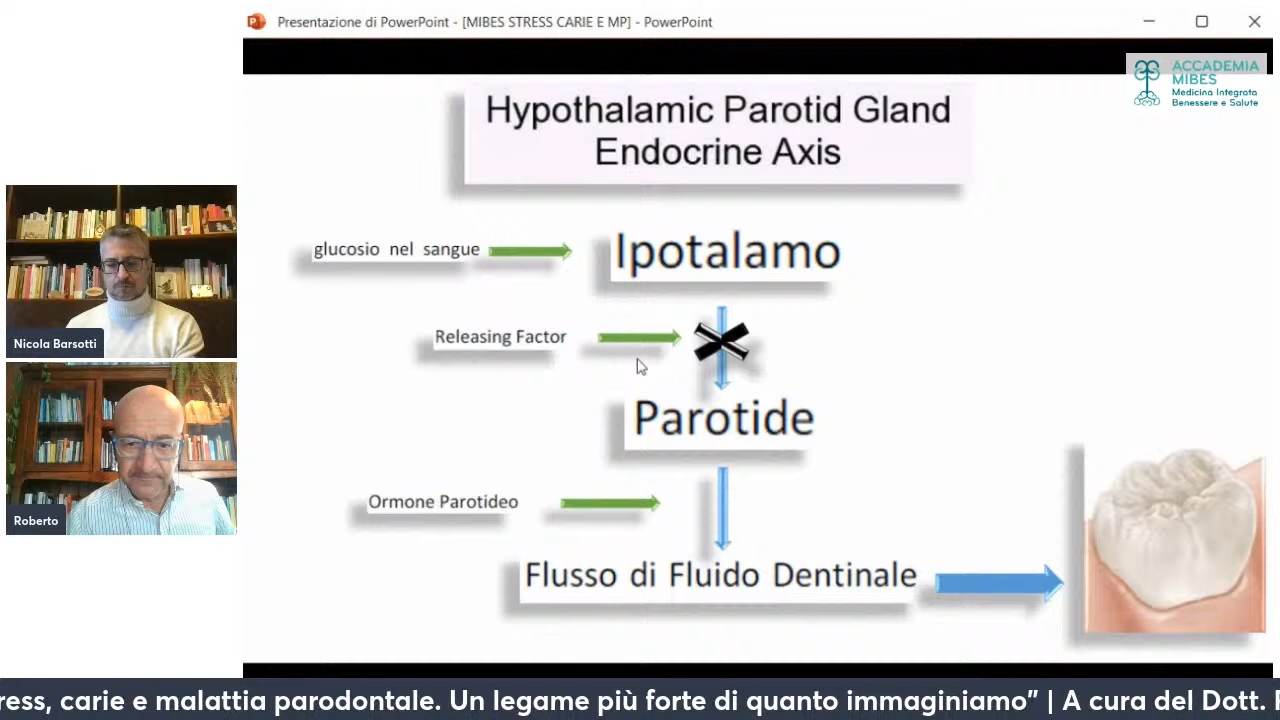 Presentazione di PowerPoint - [MIBES STRESS CARIE E MP] - PowerPoint
ACCADEMIA
MIBES
Medicina Integrata
Benessere e Salute
Hypothalamic Parotid Gland
Endocrine Axis
glucosio nel sangue
Ipotalamo
Releasing Factor
Parotide
Ormone Parotideo
Flusso di Fluido Dentinale
Nicola Barsotti
Roberto
ress, carie e malattia parodontale. Un legame più forte di quanto immaginiamo" | A cura del Dott.